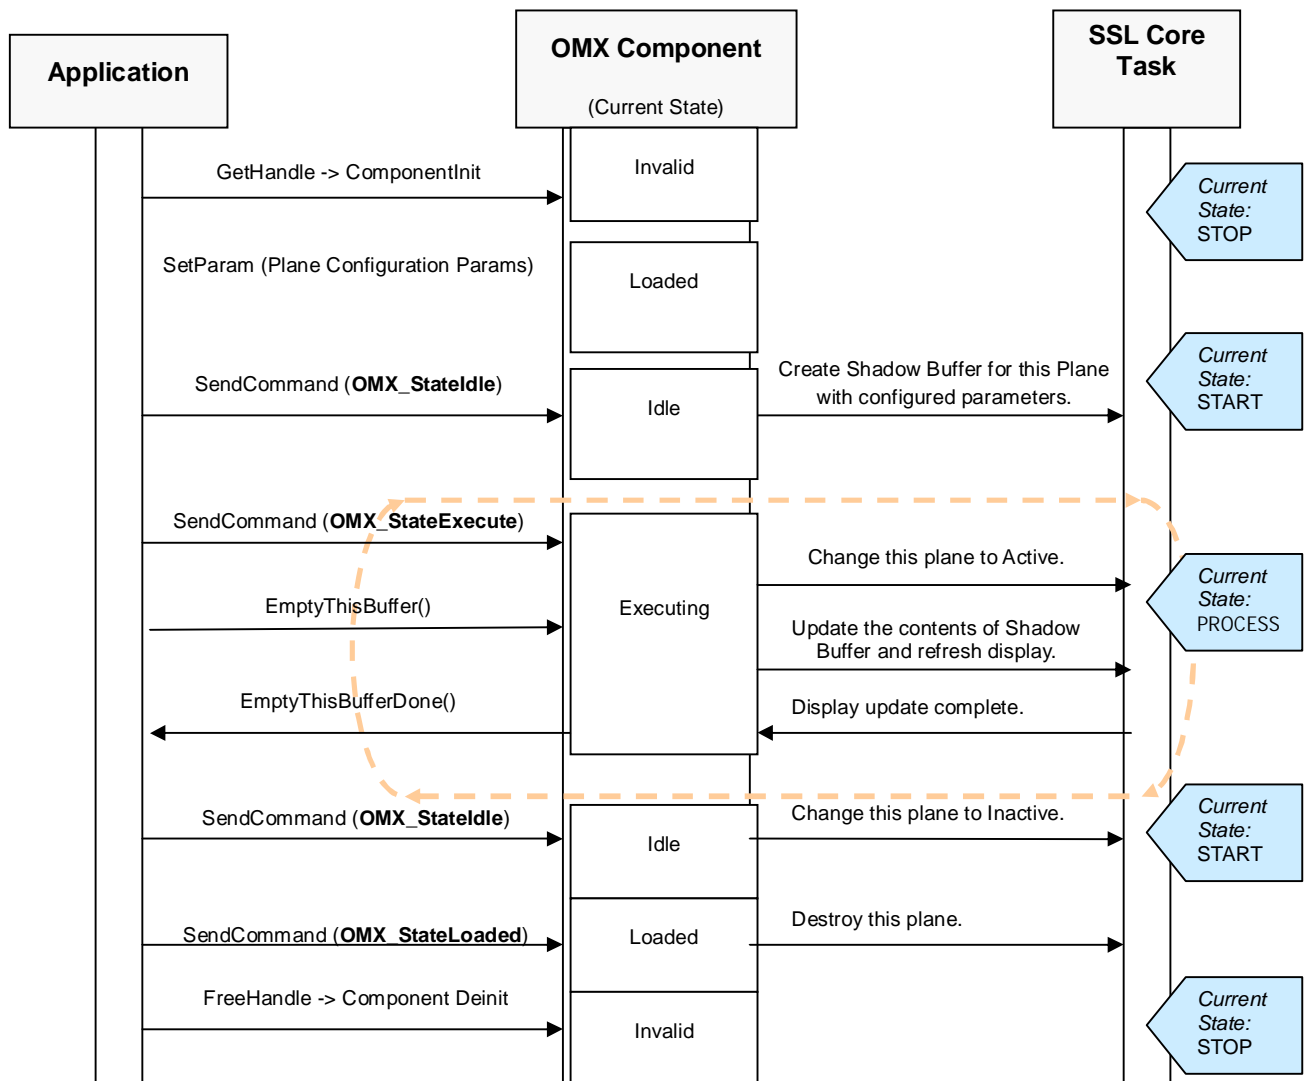 Application
OMX Component
(Current State)
SSL Core
Task
GetHandle -> ComponentInit
Invalid
Current
State:
STOP
SetParam (Plane Configuration Params)
Loaded
SendCommand (OMX_StateIdle)
Idle
Create Shadow Buffer for this Plane
with configured parameters.
Current
State:
START
SendCommand (OMX_StateExecute)
Change this plane to Active.
EmptyThisBuffer()
Executing
Update the contents of Shadow
Buffer and refresh display.
Current
State:
PROCESS
EmptyThisBufferDone()
Display update complete.
SendCommand (OMX_StateIdle)
Idle
Change this plane to Inactive.
Current
State:
START
SendCommand (OMX_StateLoaded)
Loaded
Destroy this plane.
FreeHandle -> Component Deinit
Invalid
Current
State:
STOP